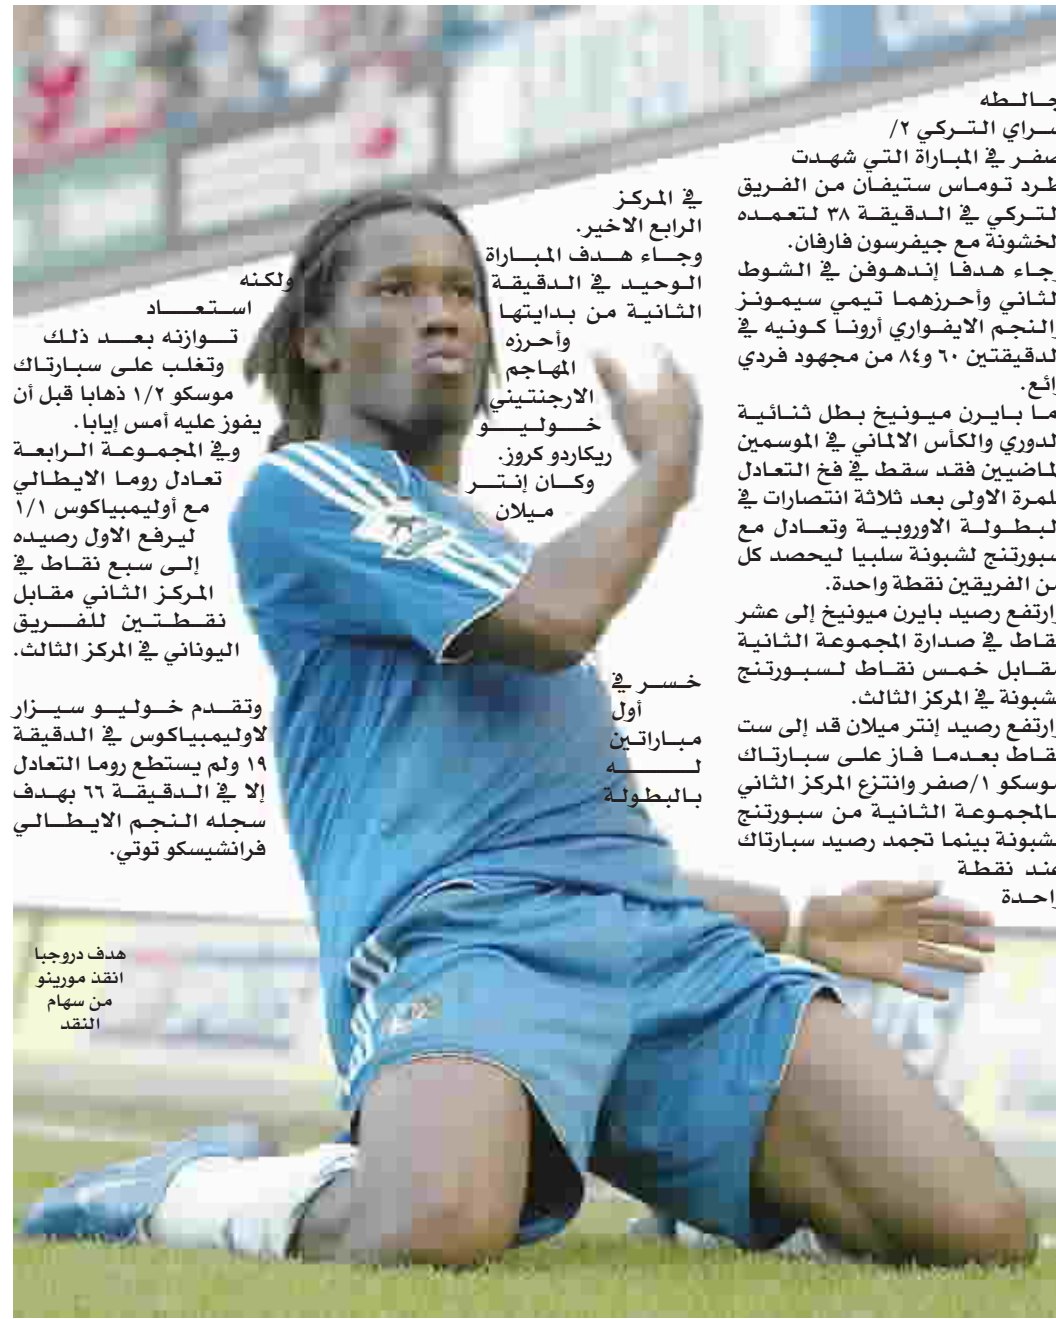 جالطه
سراي التركي ٢/
صفر في المباراة التي شهدت
طرد توماس ستيفان من الفريق
لتركي في الدقيقة ٣٨ لتعمده
لخشونة مع جيفرسون فارفان.
وجاء هدفا إندهوفن في الشوط
لثاني وأحرزهما تيمي سيمونز
والنجم الايفواري أرونا كونيه في
لدقيقتين ٦٠ و٨٤ من مجهود فردي
رائع.
ما بايرن ميونيخ بطل ثنائية
لدوري والكأس الالماني في الموسمين
لماضيين فقد سقط في فخ التعادل
للمرة الاولى بعد ثلاثة انتصارات في
لبطولة الاوروبية وتعادل مع
سبورتنج لشبونة سلبيا ليحصد كل
من الفريقين نقطة واحدة.
وارتفع رصيد بايرن ميونيخ إلى عشر
نقاط في صدارة المجموعة الثانية
مقابل خمس نقاط لسبورتنج
لشبونة في المركز الثالث.
وارتفع رصيد إنتر ميلان قد إلى ست
نقاط بعدما فاز على سبارتاك
موسكو ١/صفر وانتزع المركز الثاني
بالمجموعة الثانية من سبورتنج
لشبونة بينما تجمد رصيد سبارتاك
عند نقطة
واحدة
في المركز
الرابع الاخير.
وجاء هدف المباراة
الوحيد في الدقيقة
الثانية من بدايتها
وأحرزه
المهاجم
الارجنتيني
خوليو
ريكاردو كروز.
وكان إنتر
ميلان
خسر في
أول
مباراتين
له
بالبطولة
ولكنه
استعاد
توازنه بعد ذلك
وتغلب على سبارتاك
موسكو ١/٢ ذهابا قبل أن
يفوز عليه أمس إيابا.
وفي المجموعة الرابعة
تعادل روما الايطالي
مع أوليمبياكوس ١/١
ليرفع الاول رصيده
إلى سبع نقاط في
المركز الثاني مقابل
نقطتين للفريق
اليوناني في المركز الثالث.
وتقدم خوليو سيزار
لاوليمبياكوس في الدقيقة
١٩ ولم يستطع روما التعادل
إلا في الدقيقة ٦٦ بهدف
سجله النجم الايطالي
فرانشيسكو توتي.
هدف دروجبا
انقذ مورينو
من سهام
النقد